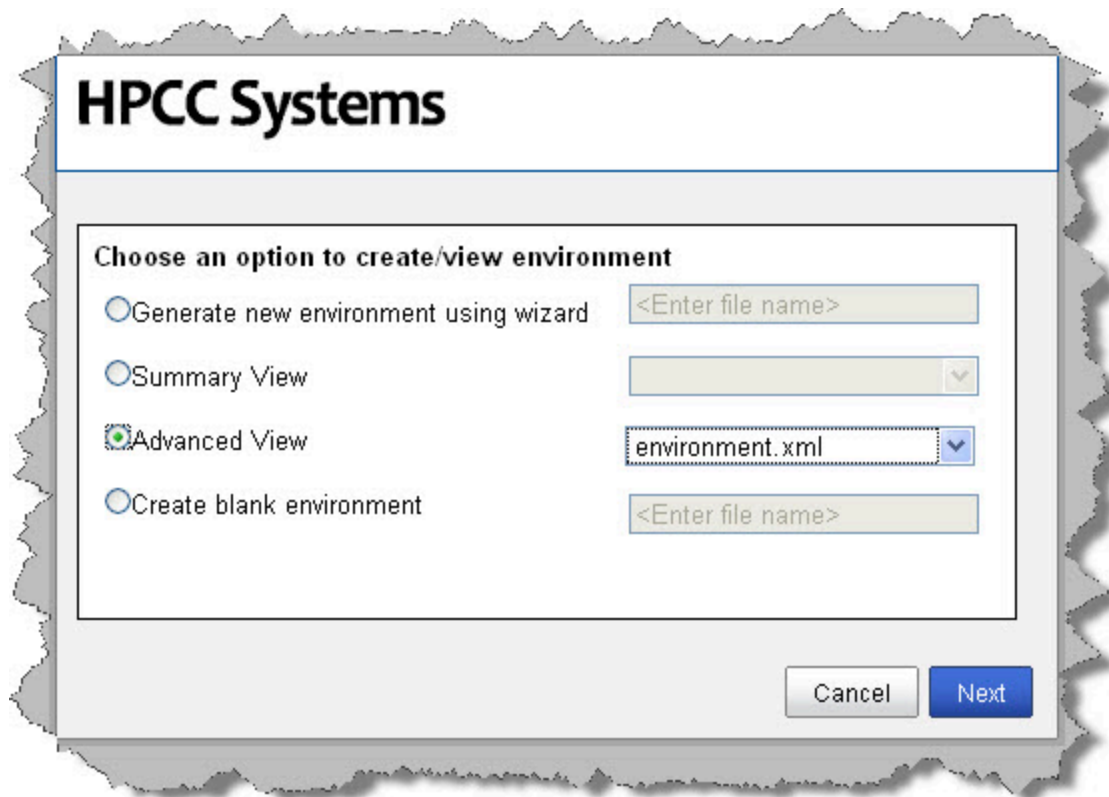 HPCC Systems
Choose an option to create/view environment
Generate new environment using wizard <Enter file name>
Summary View
Advanced View environment.xml
Create blank environment <Enter file name>
Cancel Next